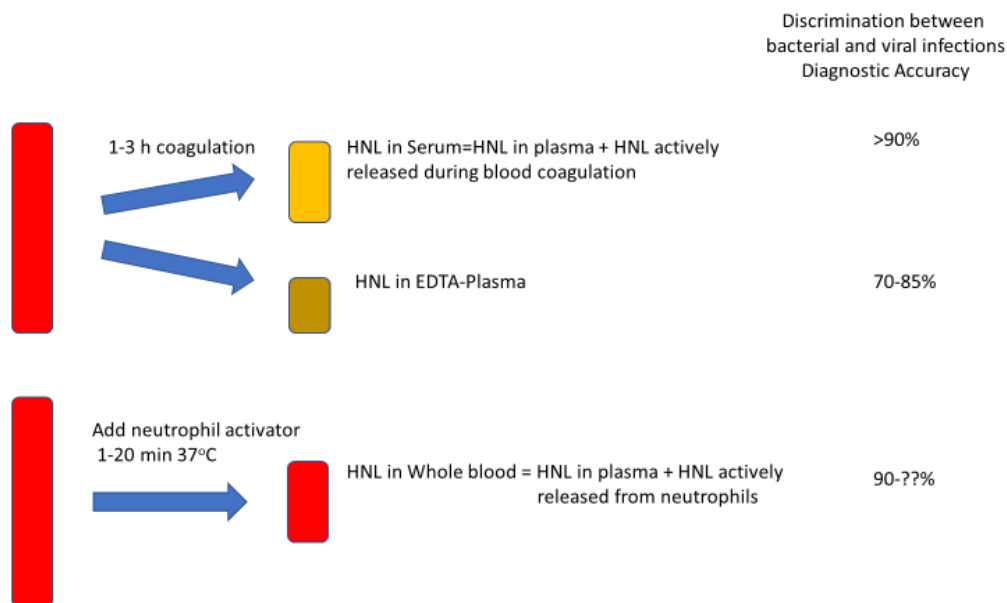 Discrimination between
bacterial and viral infections
Diagnostic Accuracy
1-3 h coagulation
HNL in Serum=HNL in plasma + HNL actively
released during blood coagulation
>90%
HNL in EDTA-Plasma
70-85%
Add neutrophil activator
1-20 min 37°C
HNL in Whole blood = HNL in plasma + HNL actively
released from neutrophils
90-??%